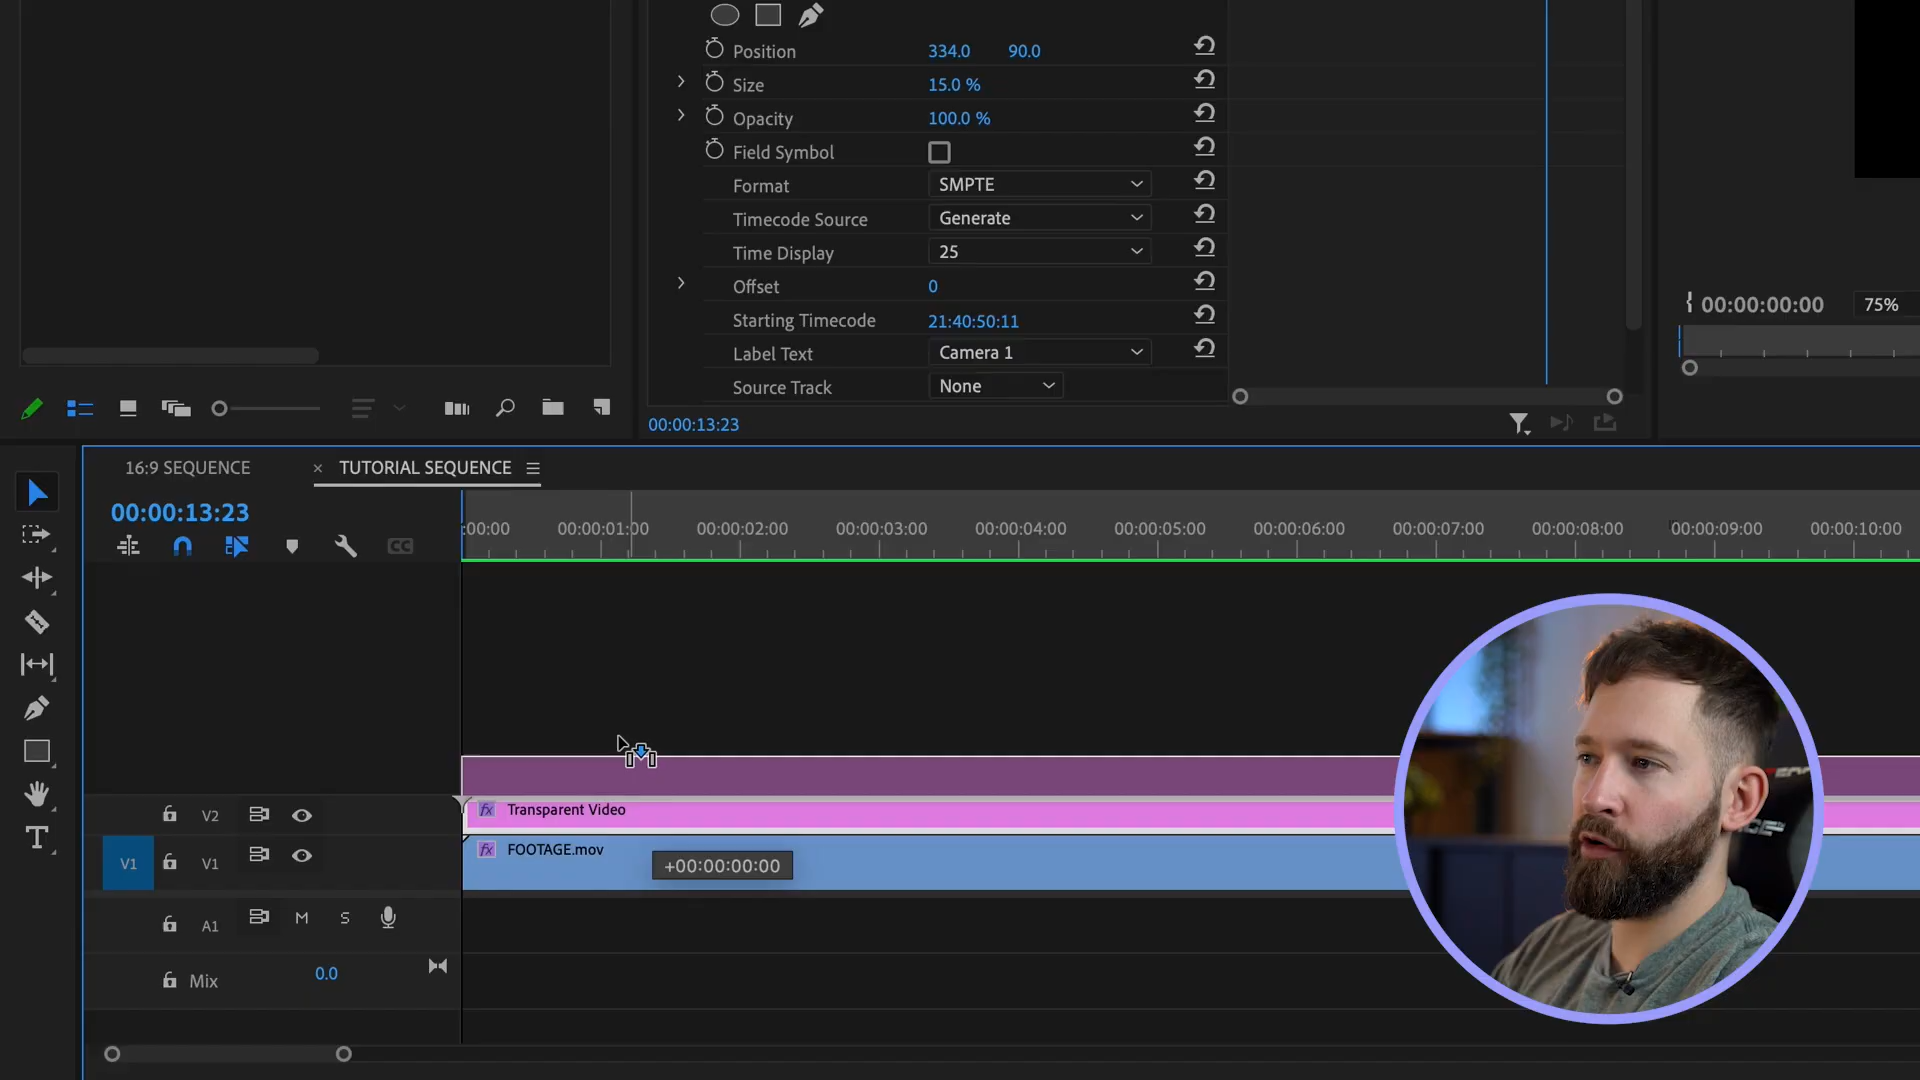 Position 334.0 90.0
Size 15.0 %
Opacity 100.0 %
Field Symbol
Format SMPTE
Timecode Source Generate
Time Display 25
Offset 0
Starting Timecode 21:40:50:11
Label Text Camera 1
Source Track None
00:00:13:23
00:00:00:00 75%
16:9 SEQUENCE × TUTORIAL SEQUENCE
00:00:13:23
:00:00 00:00:01:00 00:00:02:00 00:00:03:00 00:00:04:00 00:00:05:00 00:00:06:00 00:00:07:00 00:00:08:00 00:00:09:00 00:00:10:00
CC
V2
fx Transparent Video
V1 V1
fx FOOTAGE.mov
+00:00:00:00
A1 M S
Mix 0.0
T